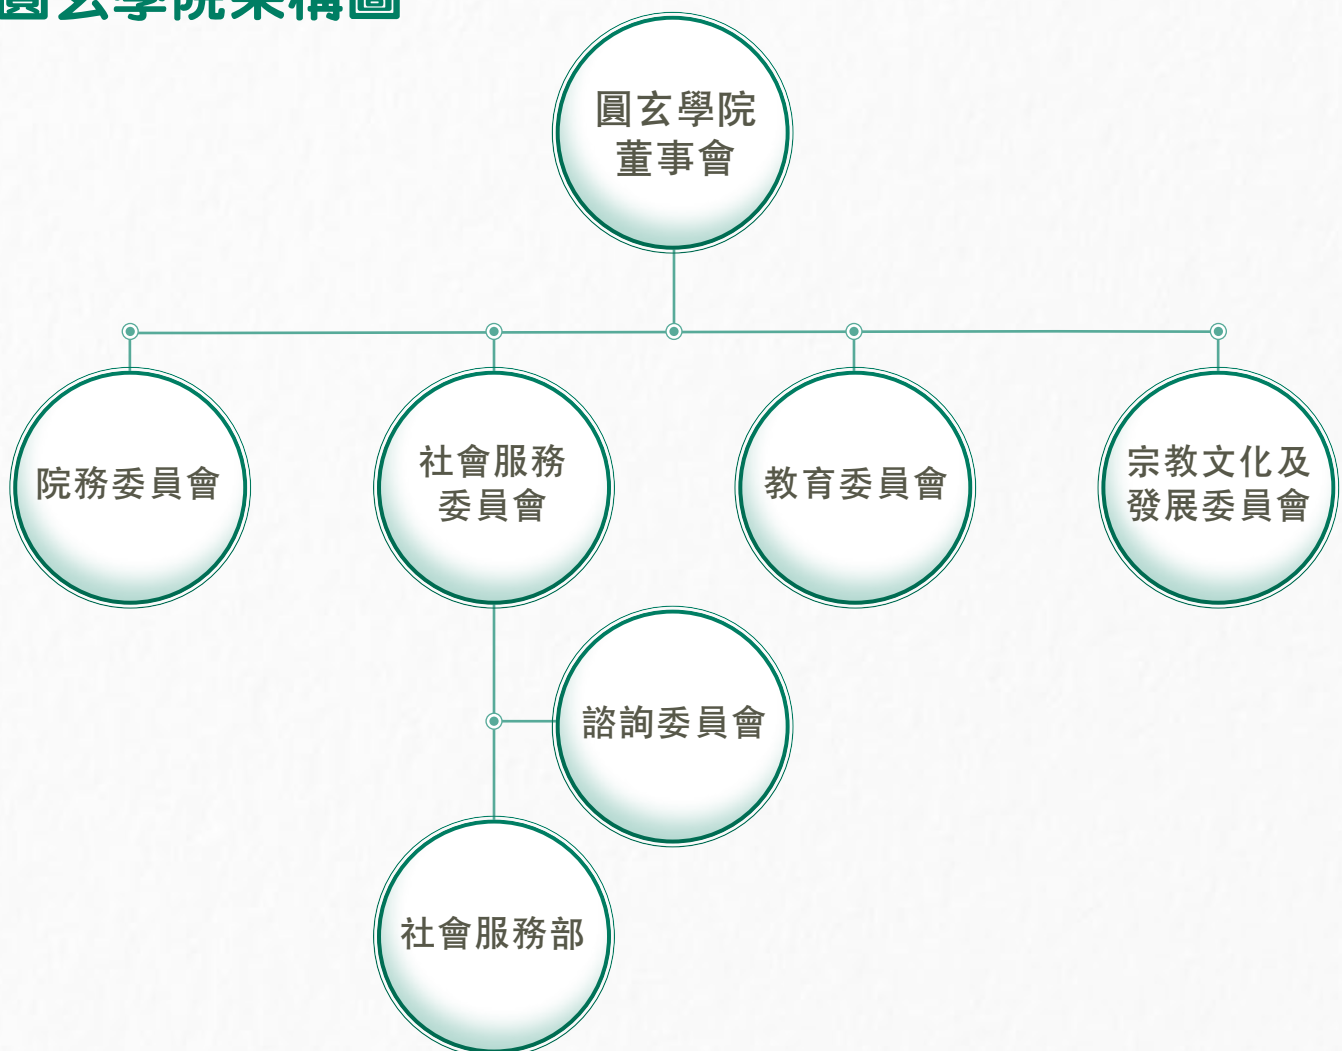 圓玄學院架構圖
圓玄學院
董事會
院務委員會
社會服務
委員會
教育委員會
宗教文化及
發展委員會
諮詢委員會
社會服務部